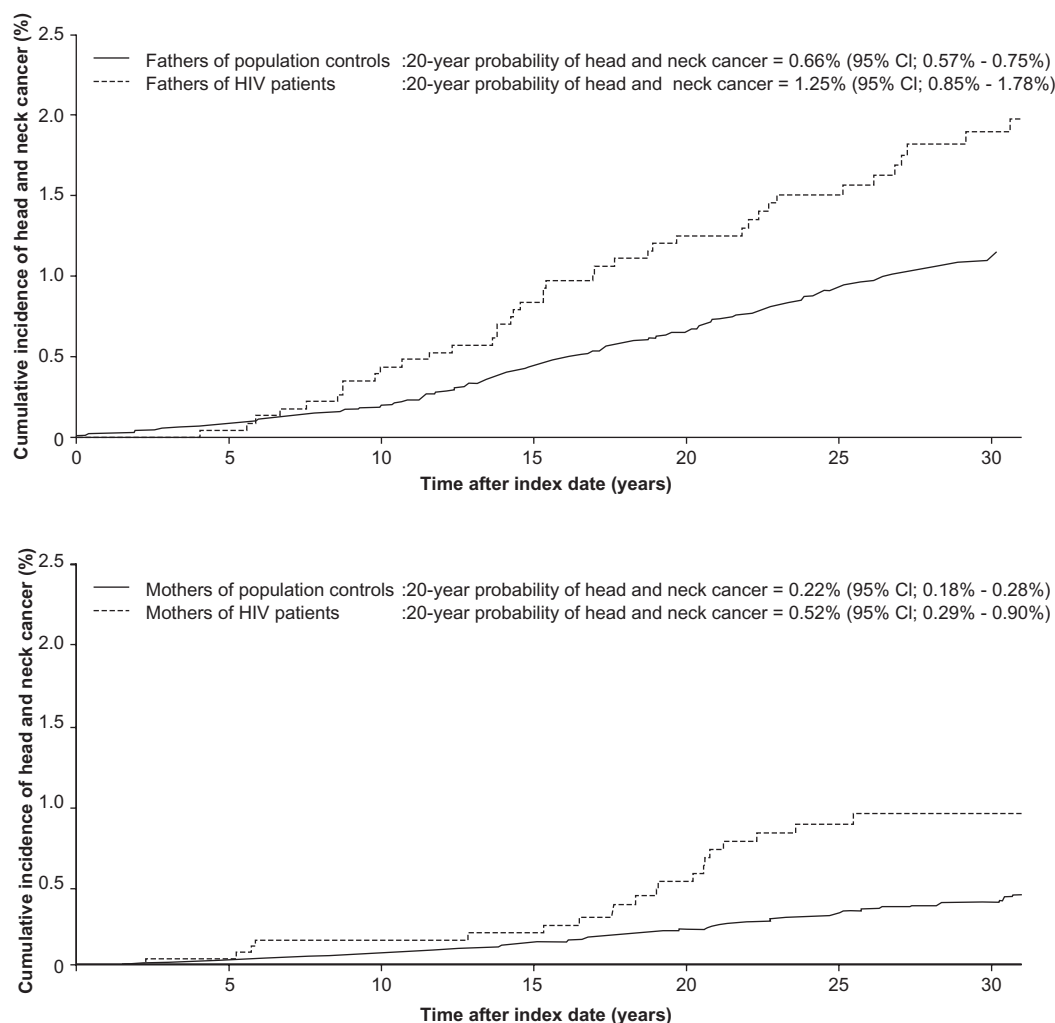 Cumulative incidence of head and neck cancer (%)
2.5
2.0
1.5
1.0
0.5
0
Fathers of population controls :20-year probability of head and neck cancer = 0.66% (95% CI; 0.57% - 0.75%)
Fathers of HIV patients :20-year probability of head and neck cancer = 1.25% (95% CI; 0.85% - 1.78%)
0 5 10 15 20 25 30
Time after index date (years)
Cumulative incidence of head and neck cancer (%)
2.5
2.0
1.5
1.0
0.5
0
Mothers of population controls :20-year probability of head and neck cancer = 0.22% (95% CI; 0.18% - 0.28%)
Mothers of HIV patients :20-year probability of head and neck cancer = 0.52% (95% CI; 0.29% - 0.90%)
0 5 10 15 20 25 30
Time after index date (years)